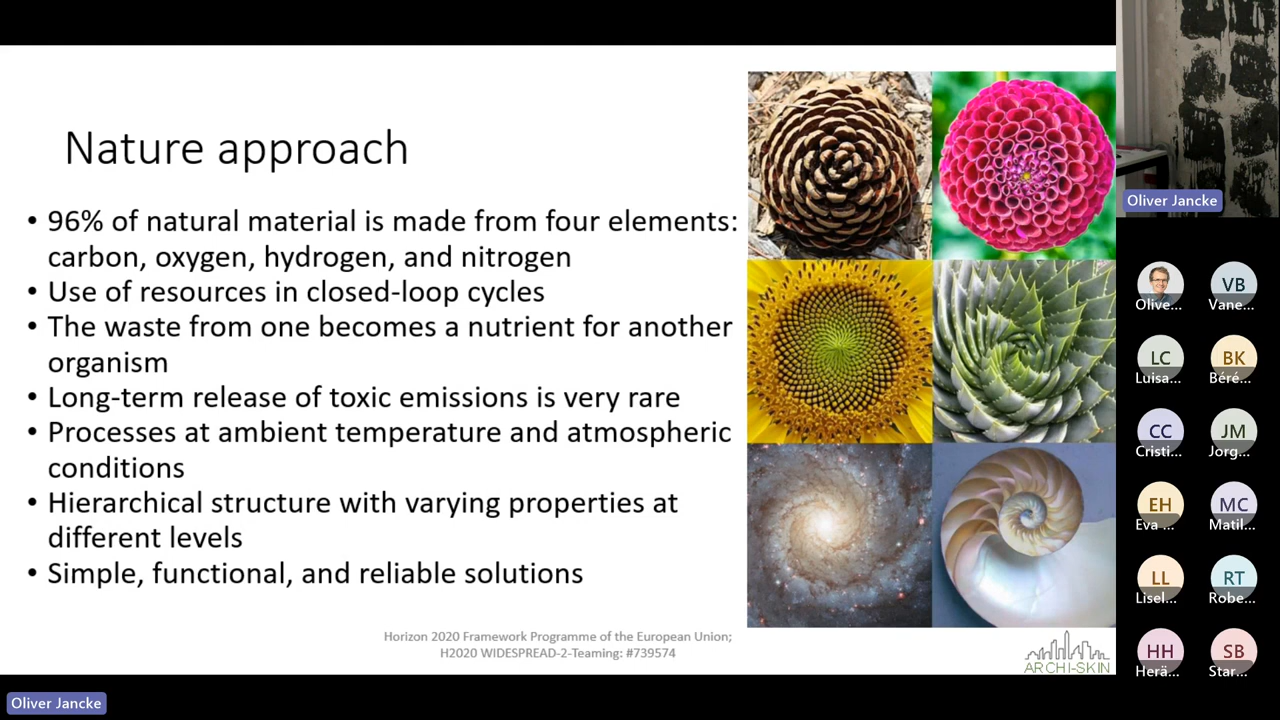 Nature approach
• 96% of natural material is made from four elements:
carbon, oxygen, hydrogen, and nitrogen
• Use of resources in closed-loop cycles
• The waste from one becomes a nutrient for another
organism
• Long-term release of toxic emissions is very rare
• Processes at ambient temperature and atmospheric
conditions
• Hierarchical structure with varying properties at
different levels
• Simple, functional, and reliable solutions
Horizon 2020 Framework Programme of the European Union;
H2020 WIDESPREAD-2-Teaming: #739574
ARCHI-SKIN
Oliver Jancke
Oliver Jancke
Olive...
VB
Vane...
LC
Luisa...
BK
Béré...
CC
Cristi...
JM
Jorg...
EH
Eva ...
MC
Matil...
LL
Lisel...
RT
Robe...
HH
Herä...
SB
Star...